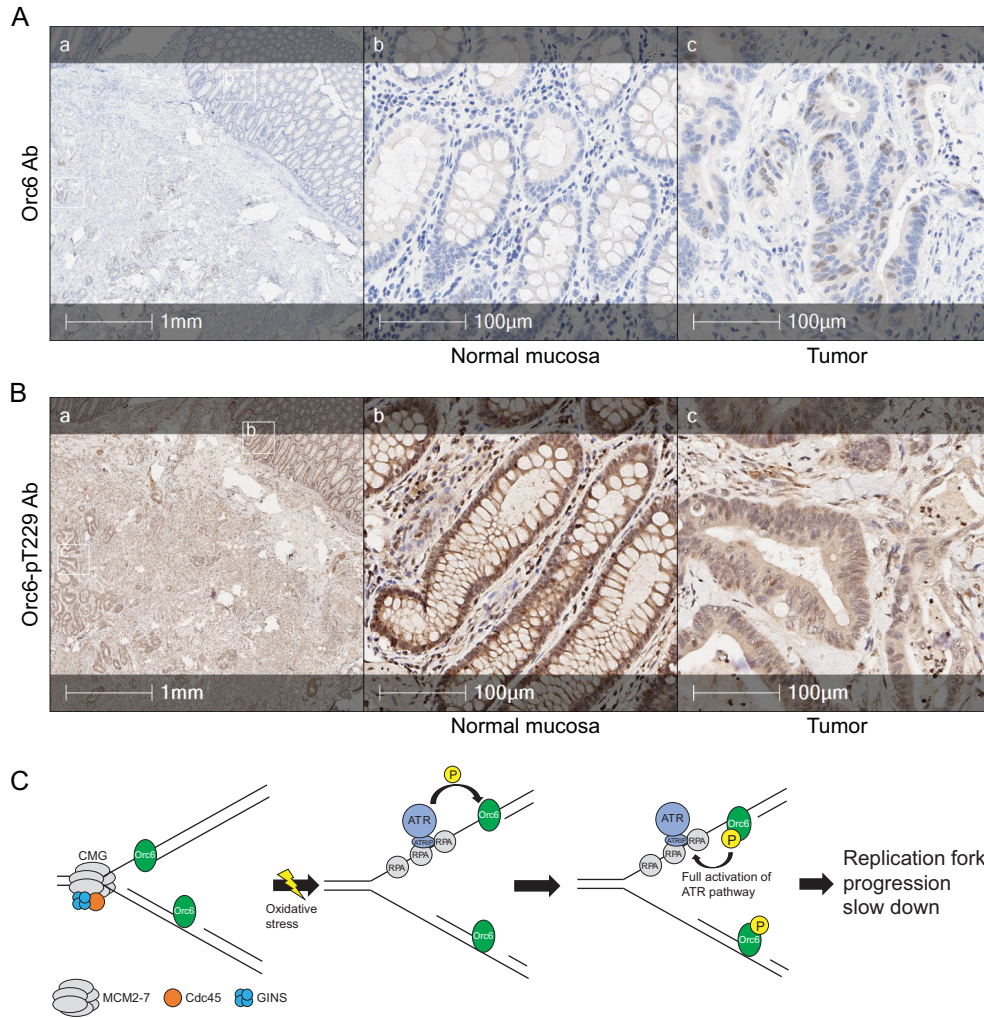 A
Orc6 Ab
a
b
c
b
c
1mm
100μm
100μm
Normal mucosa
Tumor
B
Orc6-pT229 Ab
a
b
c
b
c
1mm
100μm
100μm
Normal mucosa
Tumor
C
CMG
Orc6
Orc6
Oxidative
stress
P
ATR
ATRIP
RPA
RPA
RPA
Orc6
Orc6
ATR
ATRIP
RPA
RPA
RPA
Orc6
P
Full activation of
ATR pathway
Orc6
P
Replication fork
progression
slow down
MCM2-7
Cdc45
GINS